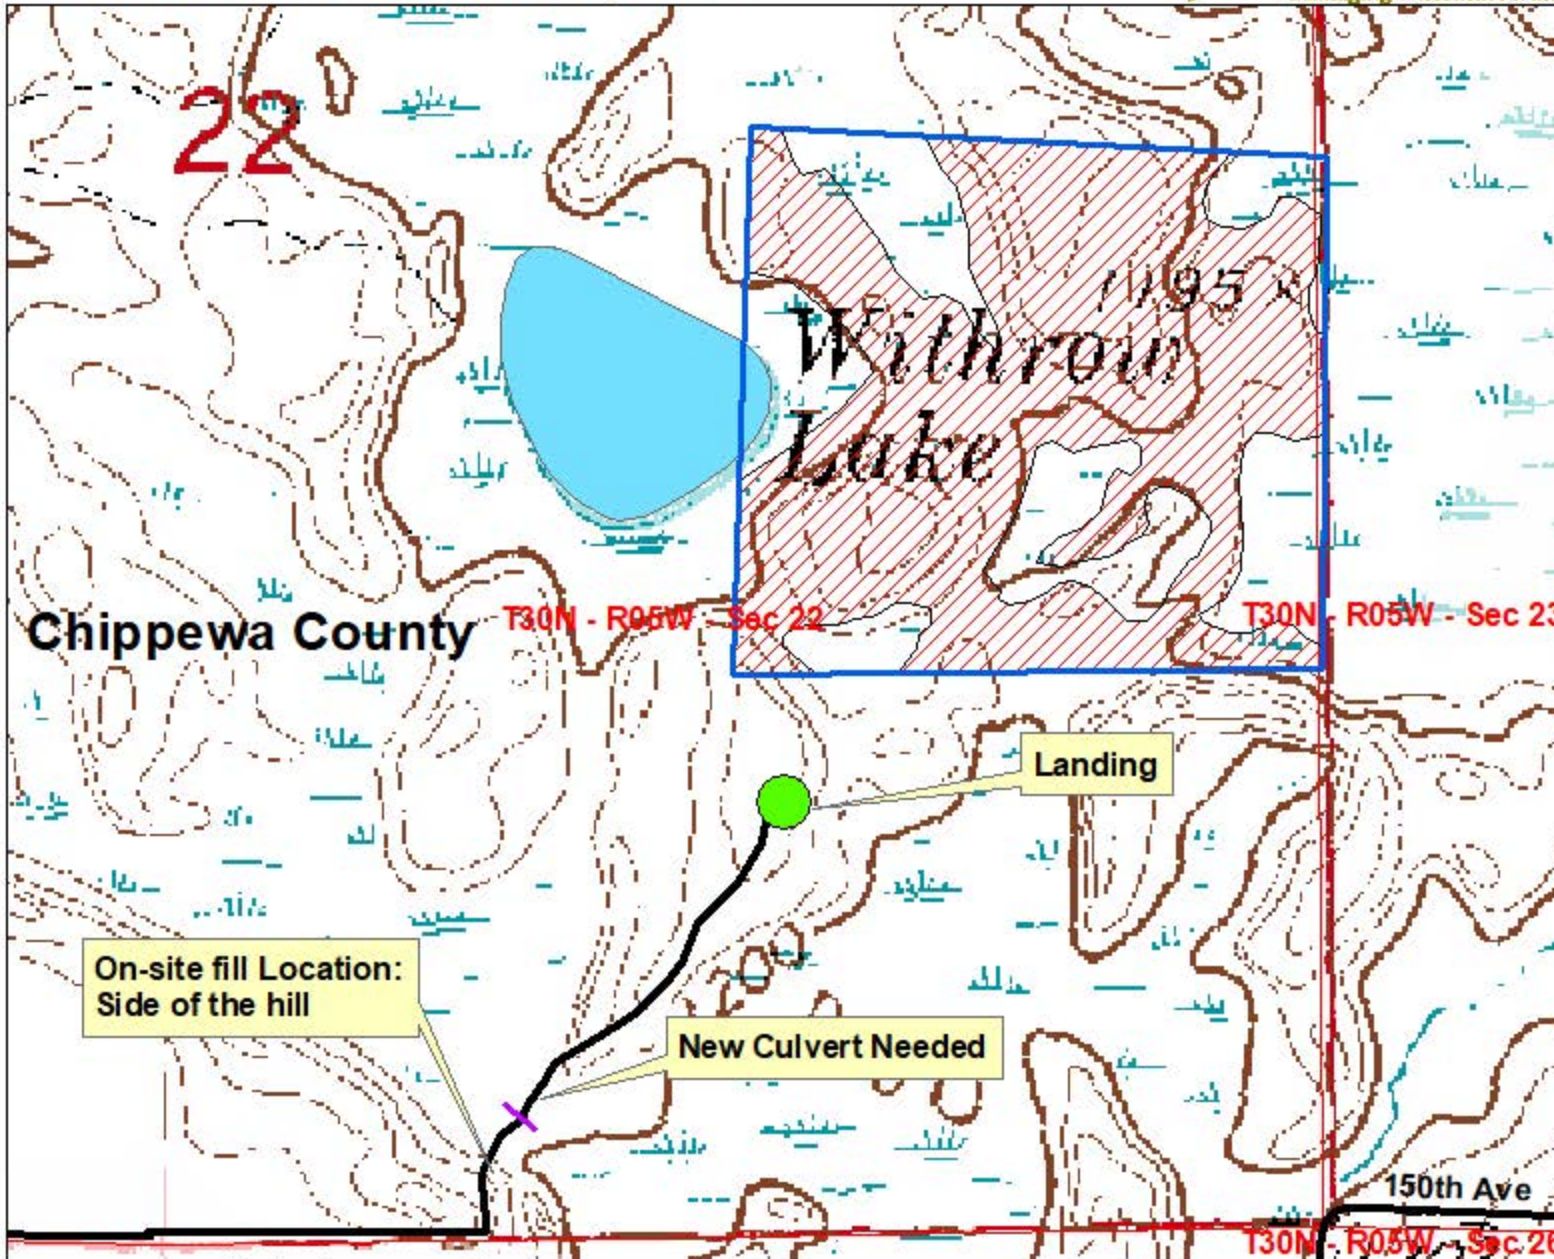 22
1195 x
Withrow
Lake
Chippewa County
T30N - R05W - Sec 22
T30N - R05W - Sec 23
Landing
On-site fill Location:
Side of the hill
New Culvert Needed
150th Ave
T30N - R05W - Sec 26